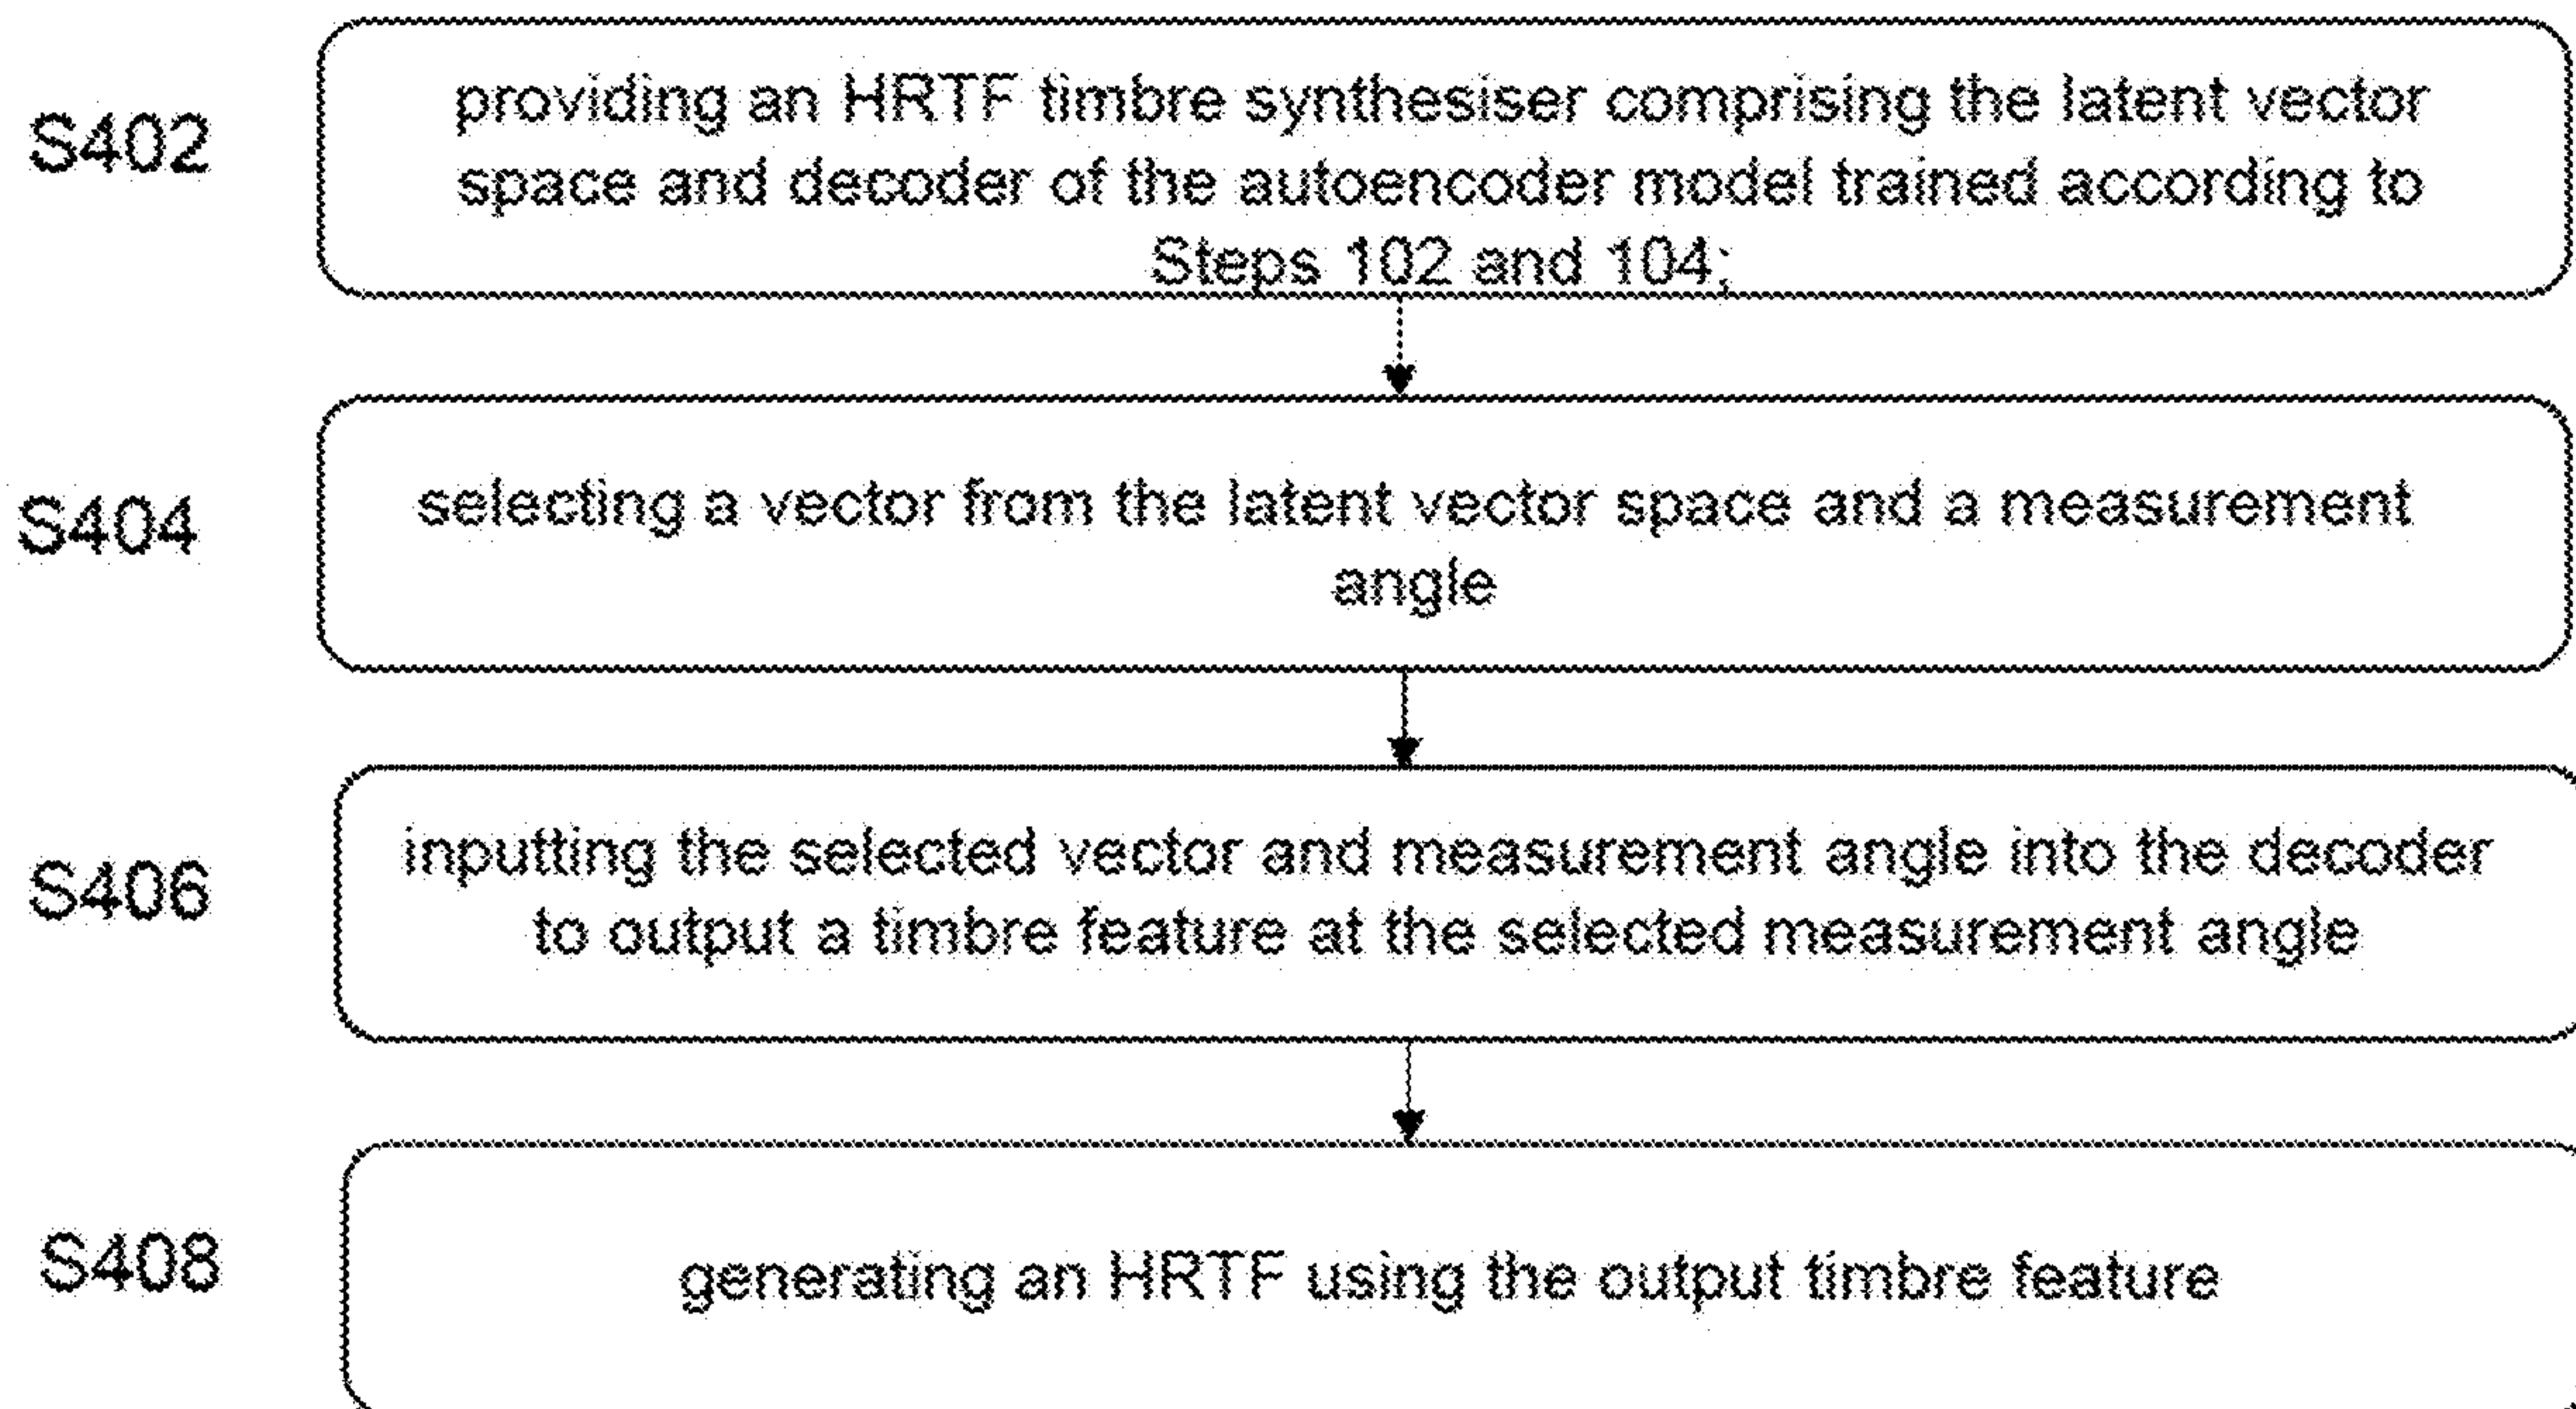 S402
providing an HRTF timbre synthesiser comprising the latent vector
space and decoder of the autoencoder model trained according to
Steps 102 and 104;
S404
selecting a vector from the latent vector space and a measurement
angle
S406
inputting the selected vector and measurement angle into the decoder
to output a timbre feature at the selected measurement angle
S408
generating an HRTF using the output timbre feature